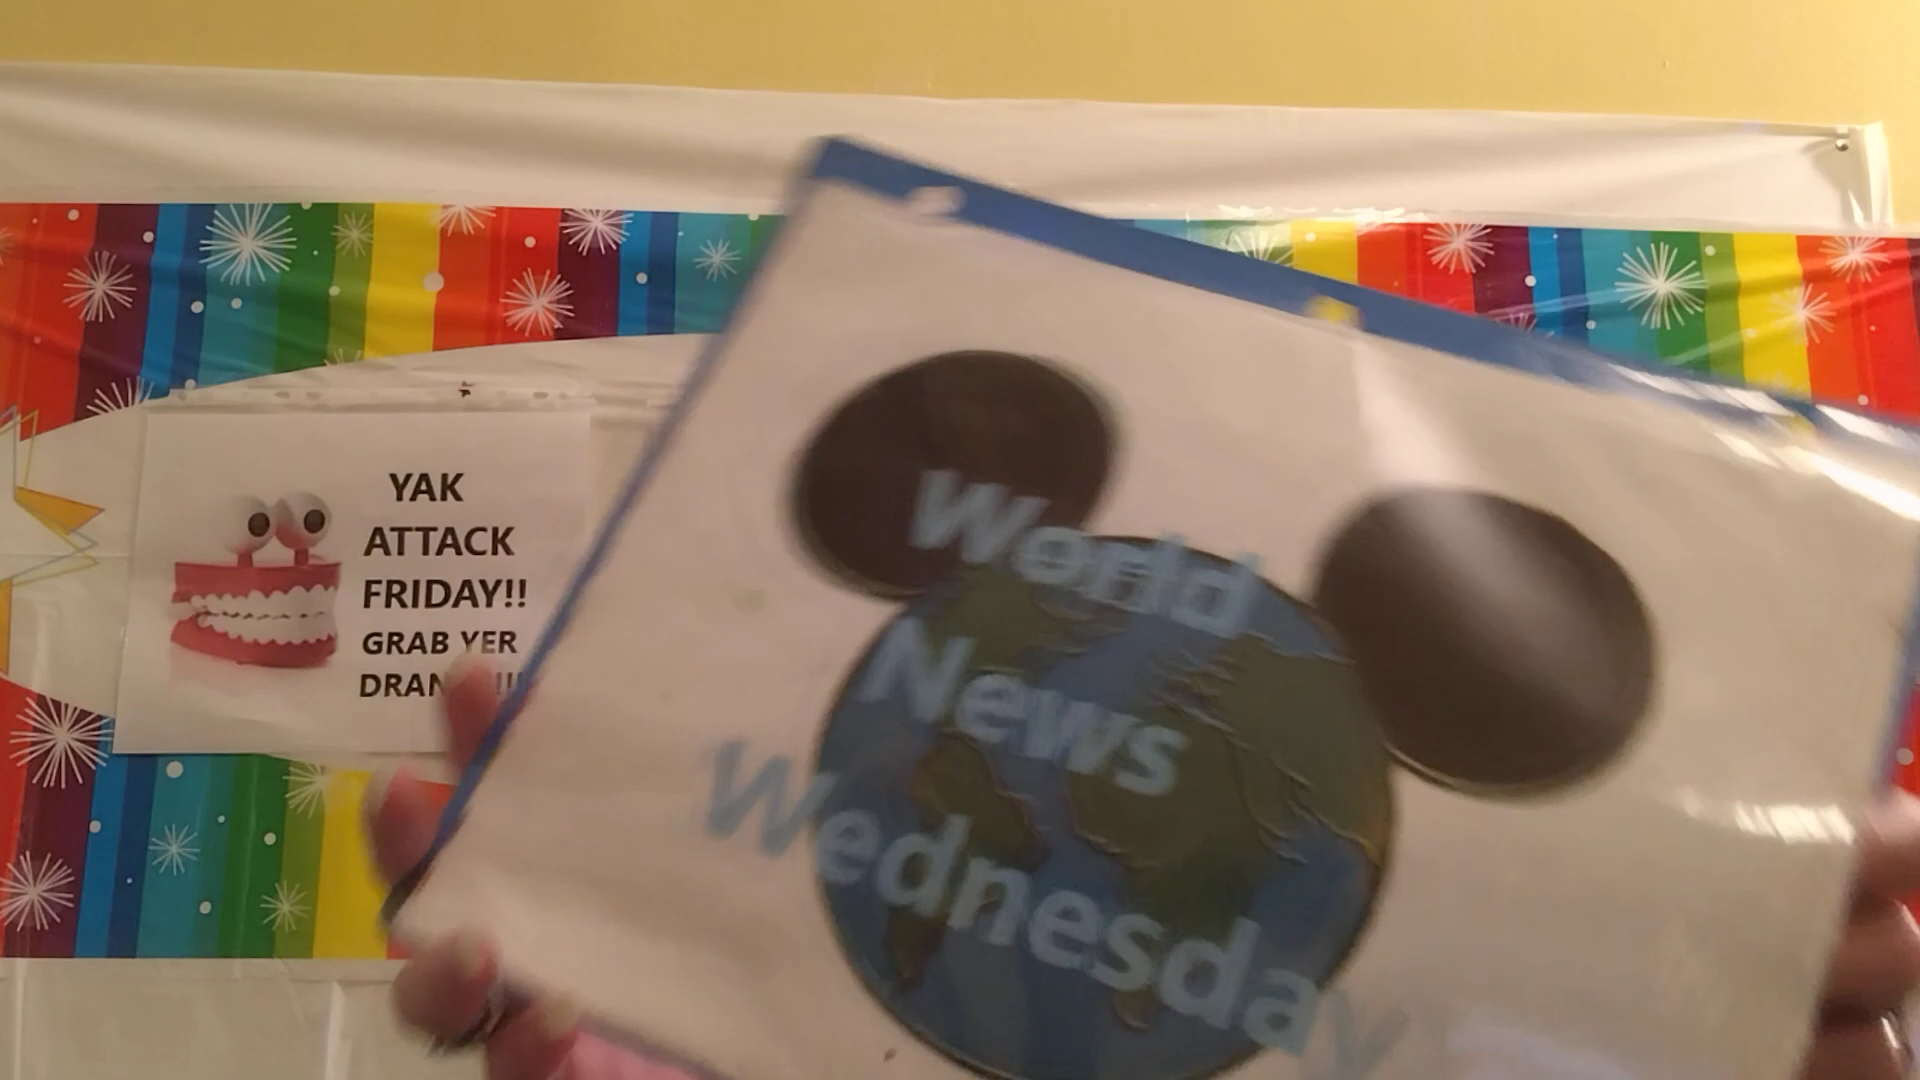 YAK
ATTACK
FRIDAY!!
GRAB YER
World
News
Wednesday